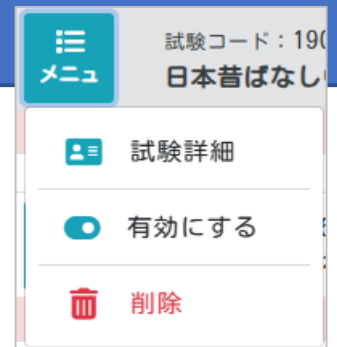 メニュー
試験コード：190
日本昔ばなし
試験詳細
有効にする
削除